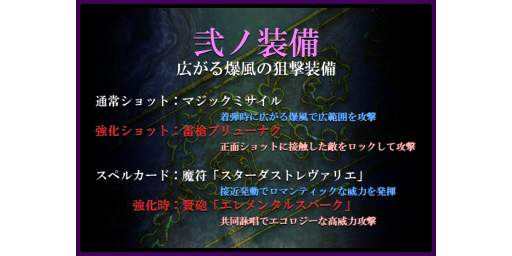 弐ノ装備
広がる爆風の狙撃装備
通常ショット：マジックミサイル
着弾時に広がる爆風で広範囲を攻撃
強化ショット：雷槍ブリューナク
正面ショットに接触した敵をロックして攻撃
スペルカード：魔符「スターダストレヴァリエ」
接近発動でロマンティックな威力を発揮
強化時：賢砲「エレメンタルスパーク」
共同詠唱でエコロジーな高威力攻撃